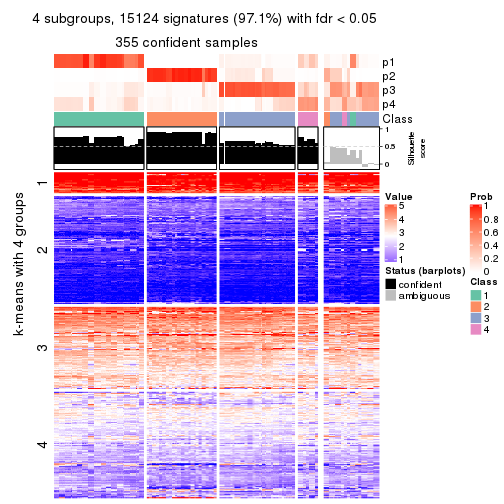 4 subgroups, 15124 signatures (97.1%) with fdr < 0.05
355 confident samples
p1
p2
p3
p4
Class
1
0.5
0
Silhouette
score
k-means with 4 groups
1
2
3
4
Value
5
4
3
2
1
Status (barplots)
confident
ambiguous
Prob
1
0.8
0.6
0.4
0.2
0
Class
1
2
3
4